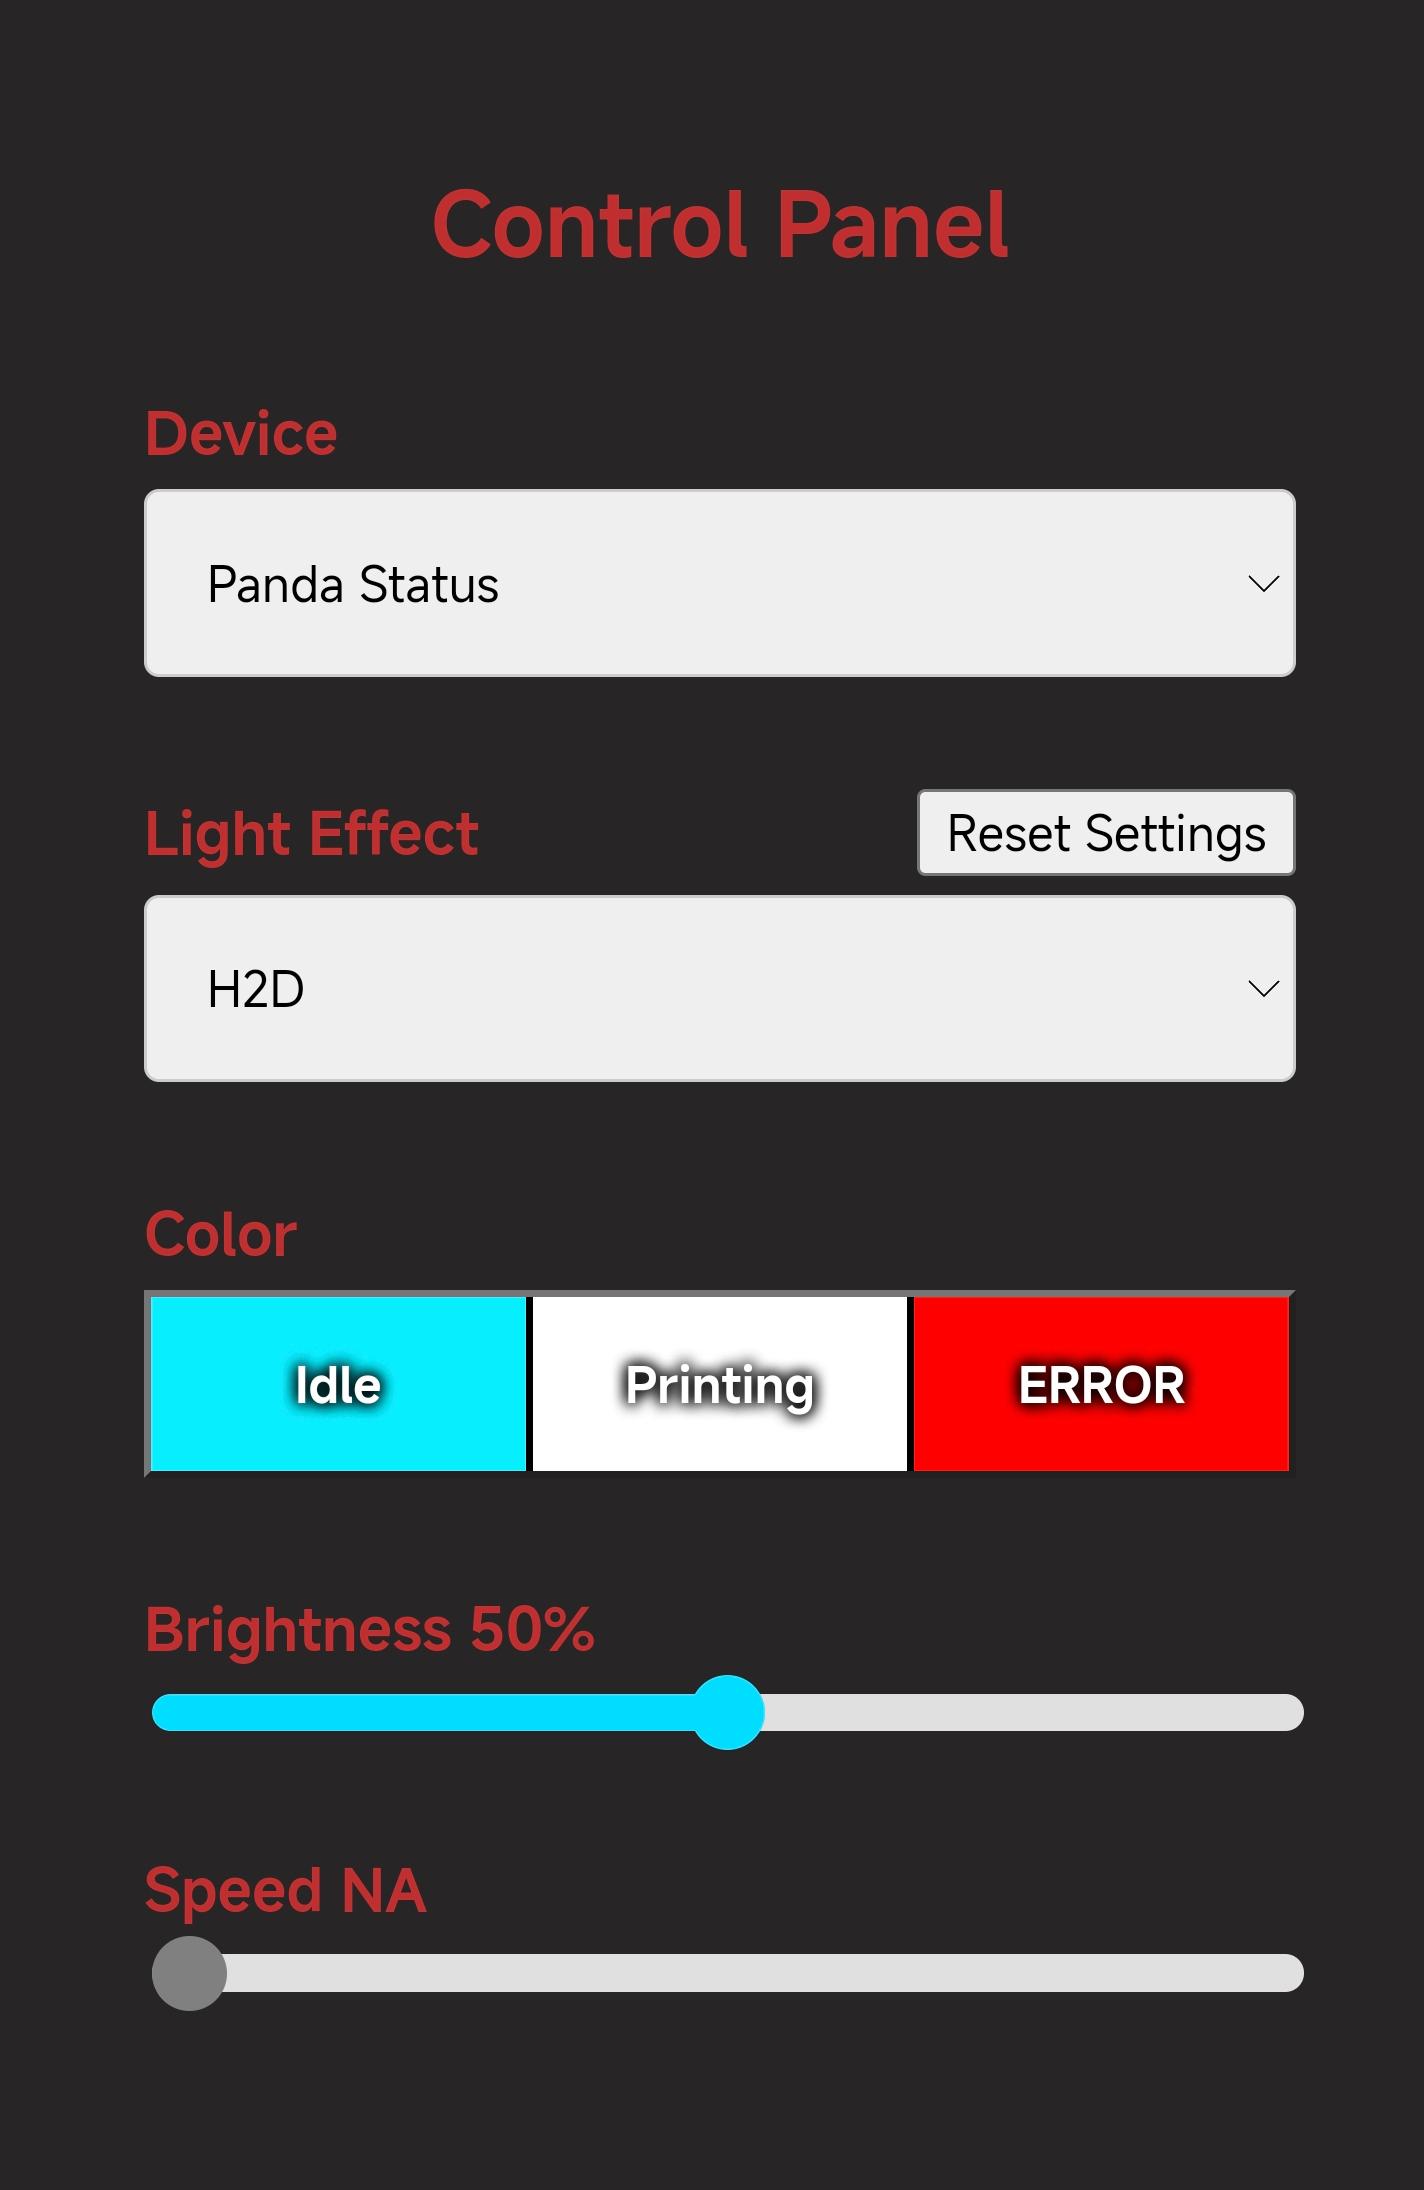 Control Panel
Device
Panda Status
Light Effect
Reset Settings
H2D
Color
Idle
Printing
ERROR
Brightness 50%
Speed NA